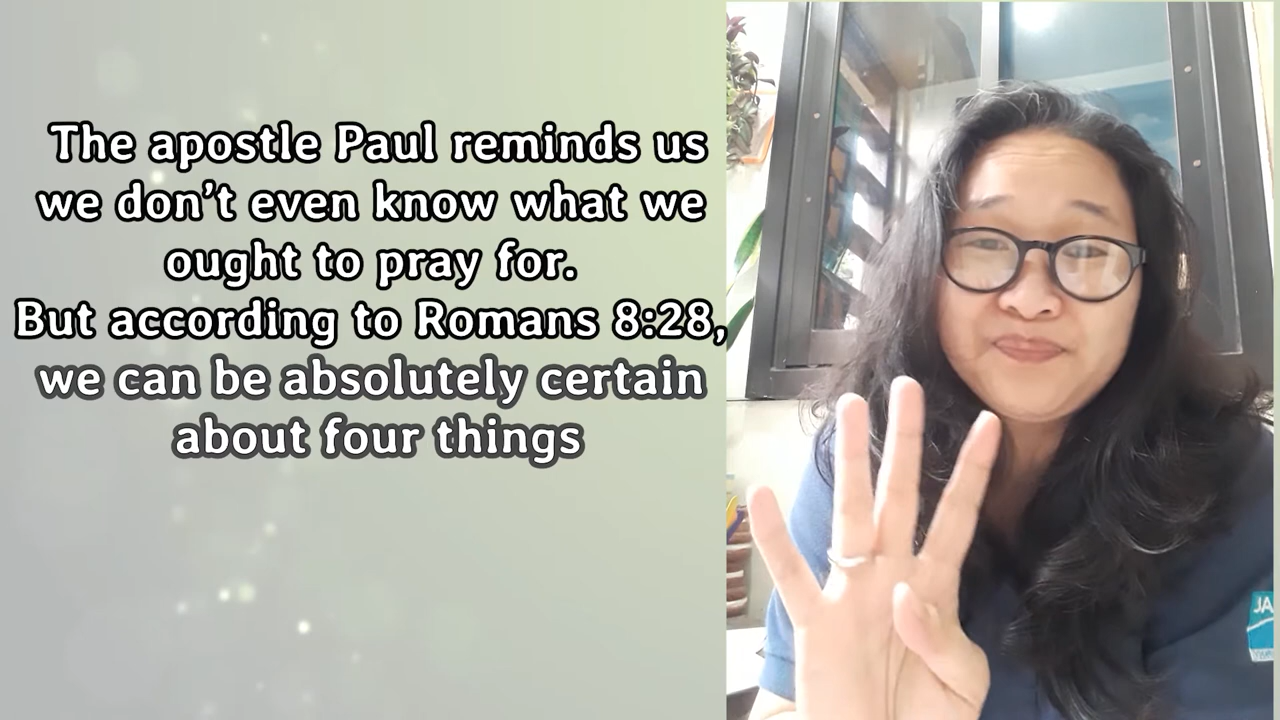 The apostle Paul reminds us
we don’t even know what we
ought to pray for.
But according to Romans 8:28,
we can be absolutely certain
about four things
JA